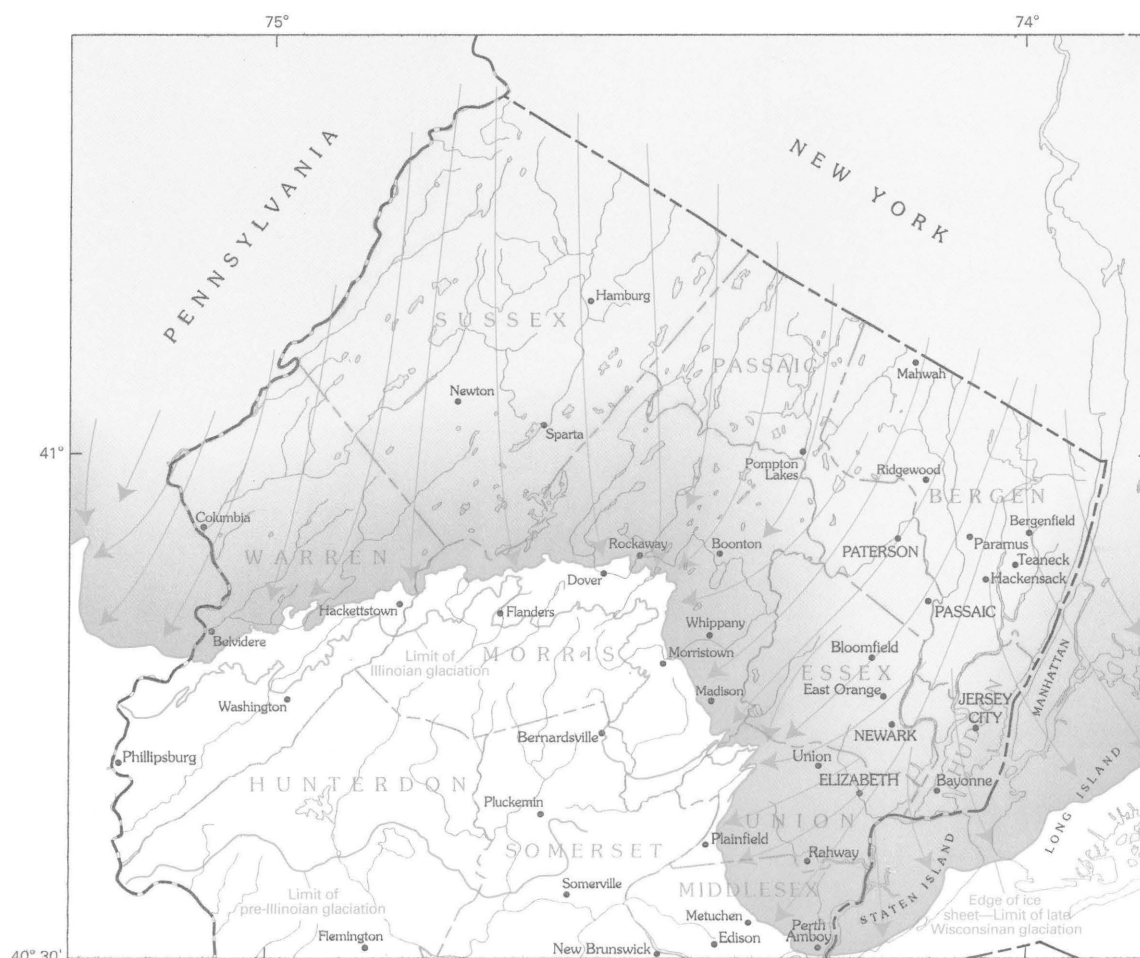 75°
74°
PENNSYLVANIA
NEW YORK
Hamburg
SUSSEX
PASSAIC
Mahwah
Newton
Sparta
41°
Pompton
Lakes
Ridgewood
BERGEN
Columbia
Bergenfield
WARREN
Rockaway
Boonton
PATERSON
Paramus
Teaneck
Dover
Hackensack
Hackettstown
Flanders
PASSAIC
Belvidere
Whippany
MORRIS
Limit of
Illinoian glaciation
Morristown
Bloomfield
ESSEX
MANHATTAN
Washington
Madison
East Orange
JERSEY
CITY
HUDSON
Bernardsville
NEWARK
Phillipsburg
Union
HUNTERDON
ELIZABETH
Bayonne
LONG ISLAND
Pluckemin
UNION
Plainfield
SOMERSET
Rahway
Somerville
MIDDLESEX
STATEN ISLAND
Limit of
pre-Illinoian glaciation
Edge of ice
sheet—Limit of late
Wisconsinan glaciation
Metuchen
Perth
Amboy
Flemington
Edison
New Brunswick
40° 30'